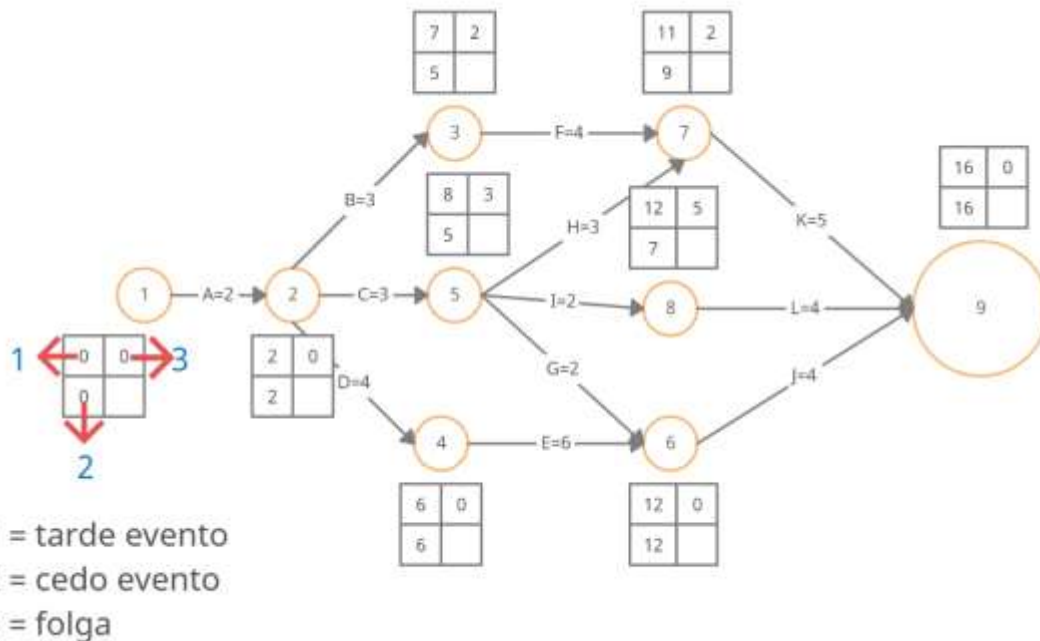 7 2
5
11 2
9
3
F=4
7
B=3
8 3
5
H=3
12 5
7
K=5
16 0
16
1
A=2
2
C=3
5
I=2
8
L=4
9
1
0 0
3
0
2
2 0
2
D=4
G=2
J=4
4
E=6
6
6 0
6
12 0
12
= tarde evento
= cedo evento
= folga